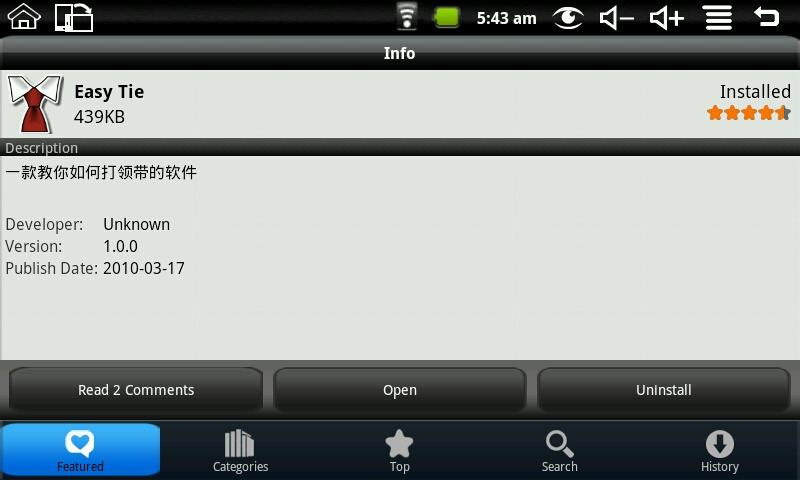 5:43 am
Info
Easy Tie
Installed
439KB
Description
一款教你如何打领带的软件
Developer: Unknown
Version: 1.0.0
Publish Date: 2010-03-17
Read 2 Comments
Open
Uninstall
Featured
Categories
Top
Search
History